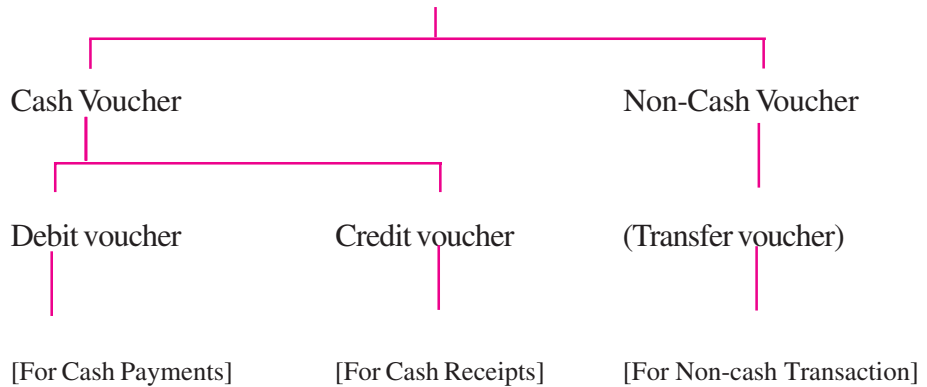 Cash Voucher Non-Cash Voucher
Debit voucher Credit voucher (Transfer voucher)
[For Cash Payments] [For Cash Receipts] [For Non-cash Transaction]